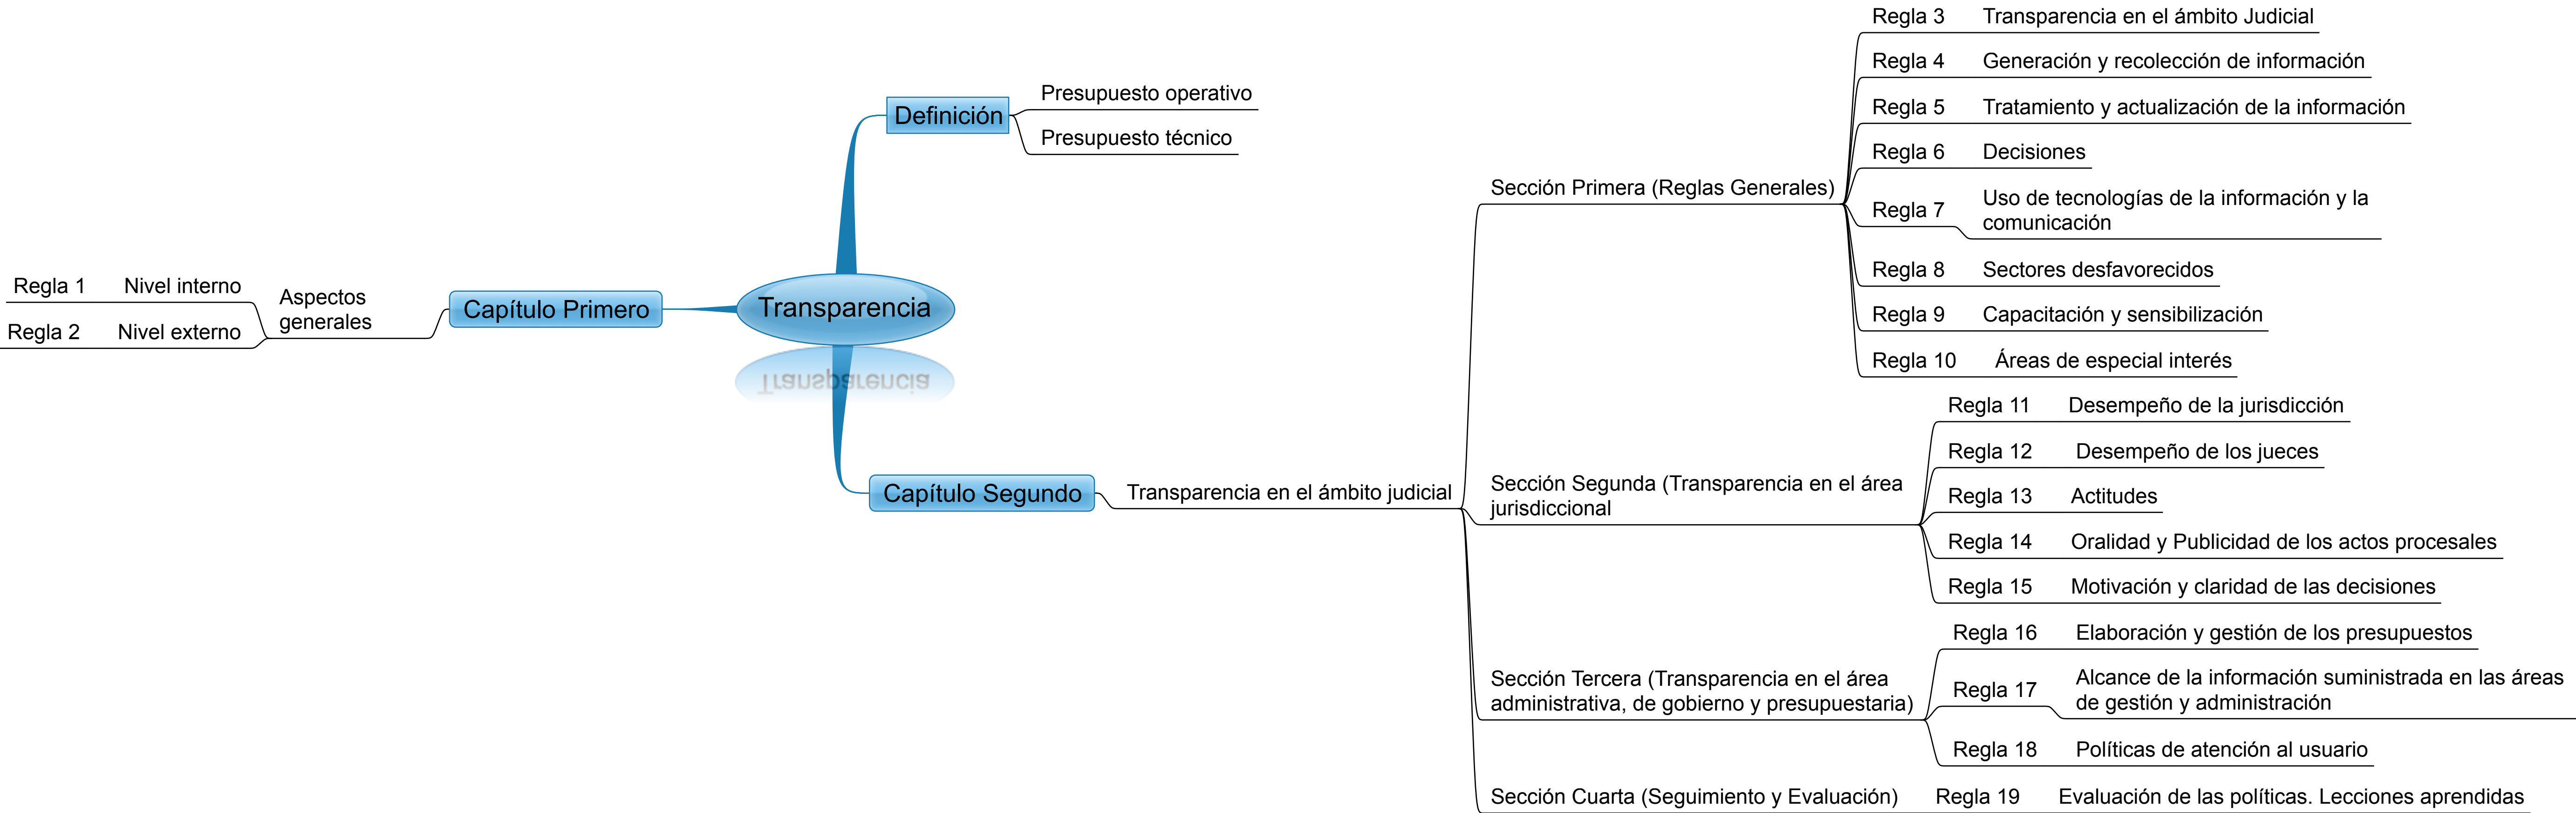 Transparencia
Definición
Presupuesto operativo
Presupuesto técnico
Capítulo Primero
Aspectos
generales
Regla 1 Nivel interno
Regla 2 Nivel externo
Capítulo Segundo
Transparencia en el ámbito judicial
Sección Primera (Reglas Generales)
Regla 3 Transparencia en el ámbito Judicial
Regla 4 Generación y recolección de información
Regla 5 Tratamiento y actualización de la información
Regla 6 Decisiones
Regla 7 Uso de tecnologías de la información y la
comunicación
Regla 8 Sectores desfavorecidos
Regla 9 Capacitación y sensibilización
Regla 10 Áreas de especial interés
Sección Segunda (Transparencia en el área
jurisdiccional
Regla 11 Desempeño de la jurisdicción
Regla 12 Desempeño de los jueces
Regla 13 Actitudes
Regla 14 Oralidad y Publicidad de los actos procesales
Regla 15 Motivación y claridad de las decisiones
Sección Tercera (Transparencia en el área
administrativa, de gobierno y presupuestaria)
Regla 16 Elaboración y gestión de los presupuestos
Regla 17 Alcance de la información suministrada en las áreas
de gestión y administración
Regla 18 Políticas de atención al usuario
Sección Cuarta (Seguimiento y Evaluación)
Regla 19 Evaluación de las políticas. Lecciones aprendidas